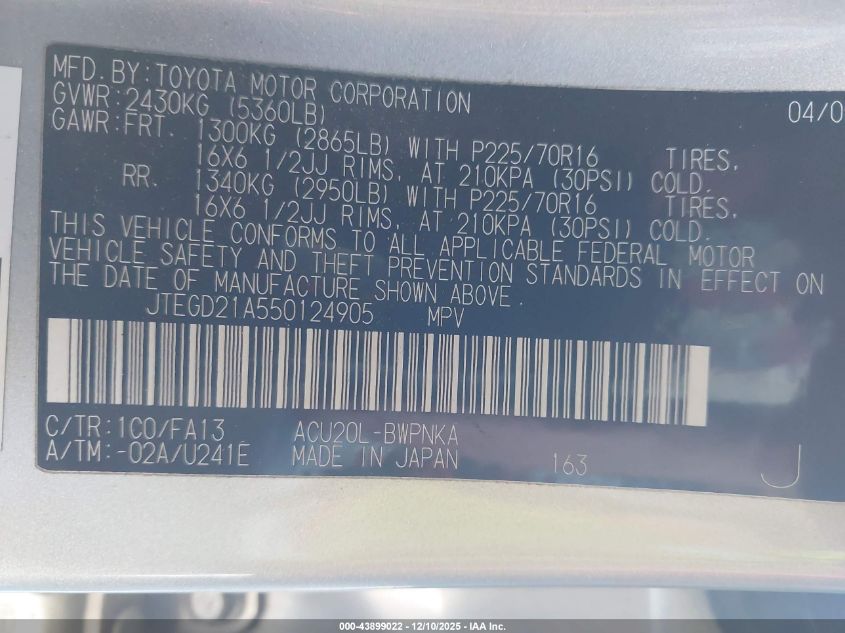 MFD. BY: TOYOTA MOTOR CORPORATION 04/0
GVWR: 2430KG (5360LB)
GAWR: FRT. 1300KG (2865LB) WITH P225/70R16 TIRES,
16X6 1/2JJ RIMS, AT 210KPA (30PSI) COLD.
RR. 1340KG (2950LB) WITH P225/70R16 TIRES,
16X6 1/2JJ RIMS, AT 210KPA (30PSI) COLD.
THIS VEHICLE CONFORMS TO ALL APPLICABLE FEDERAL MOTOR
VEHICLE SAFETY AND THEFT PREVENTION STANDARDS IN EFFECT ON
THE DATE OF MANUFACTURE SHOWN ABOVE.
JTEGD21A550124905 MPV
C/TR: 1C0/FA13 ACU20L-BWPNKA
A/TM: -02A/U241E MADE IN JAPAN 163 J
000-43899022 - 12/10/2025 - IAA Inc.